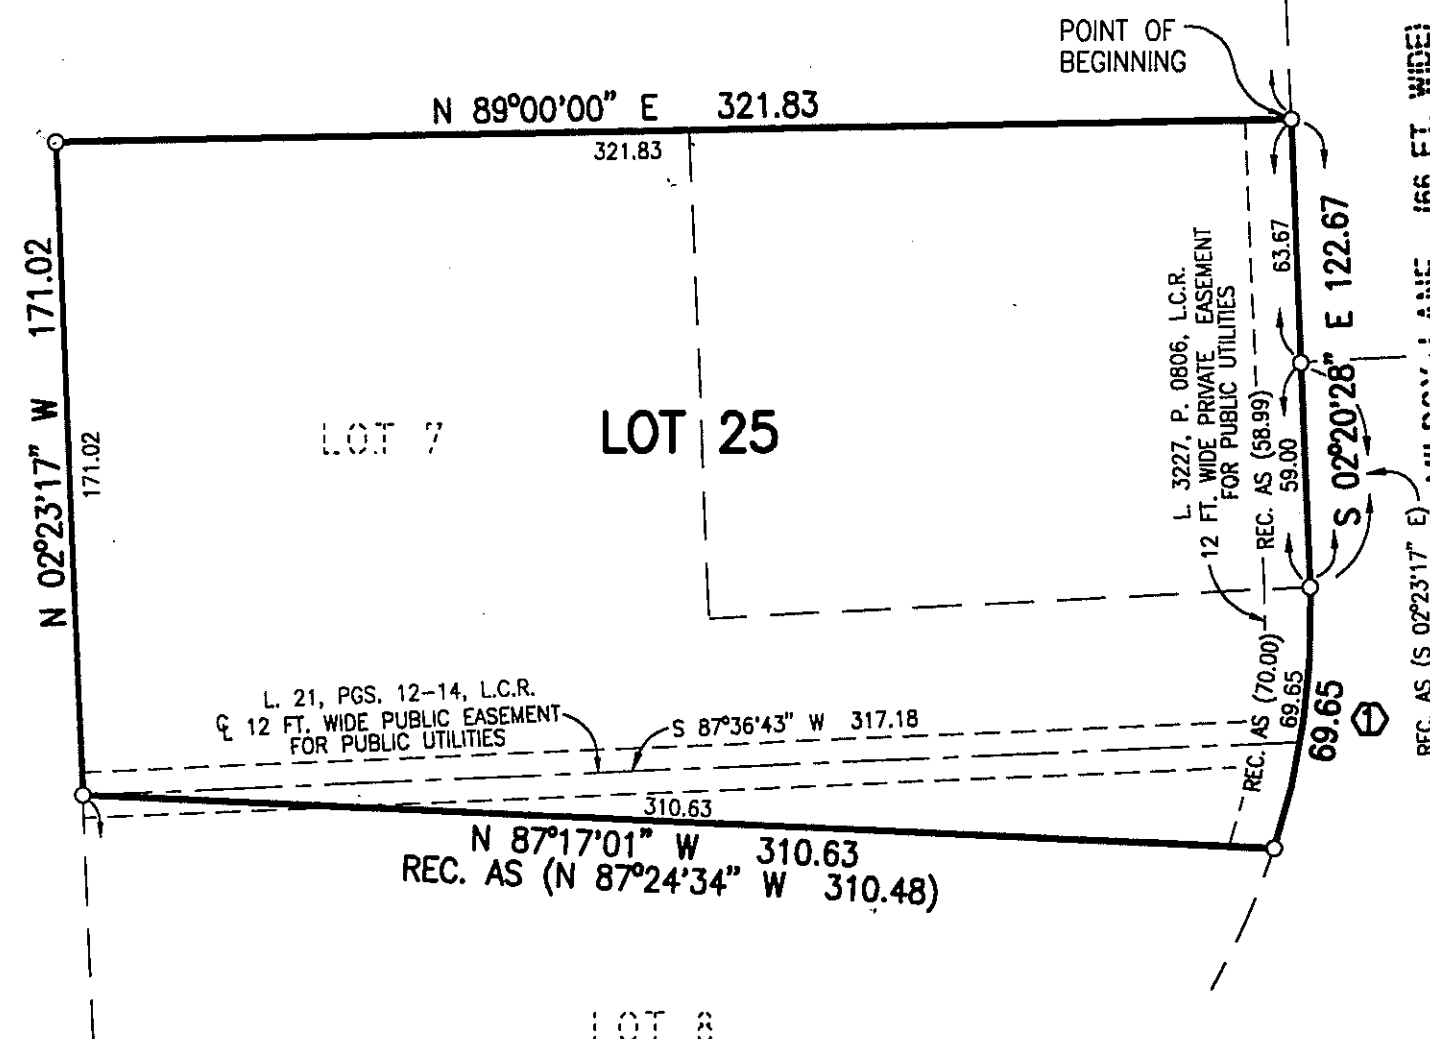 POINT OF
BEGINNING
N 89°00'00" E 321.83
321.83
N 02°23'17" W 171.02
171.02
LOT 7
LOT 25
L. 3227, P. 0806, L.C.R.
12 FT. WIDE PRIVATE EASEMENT
FOR PUBLIC UTILITIES
63.67
S 02°20'28" E 122.67
REC. AS (58.99)
59.00
(66 FT. WIDE)
LANE
REC. AS (S 02°23'17" E)
REC. AS (70.00)
69.65
69.65
1
L. 21, PGS. 12-14, L.C.R.
℄ 12 FT. WIDE PUBLIC EASEMENT
FOR PUBLIC UTILITIES
S 87°36'43" W 317.18
310.63
N 87°17'01" W 310.63
REC. AS (N 87°24'34" W 310.48)
LOT 8